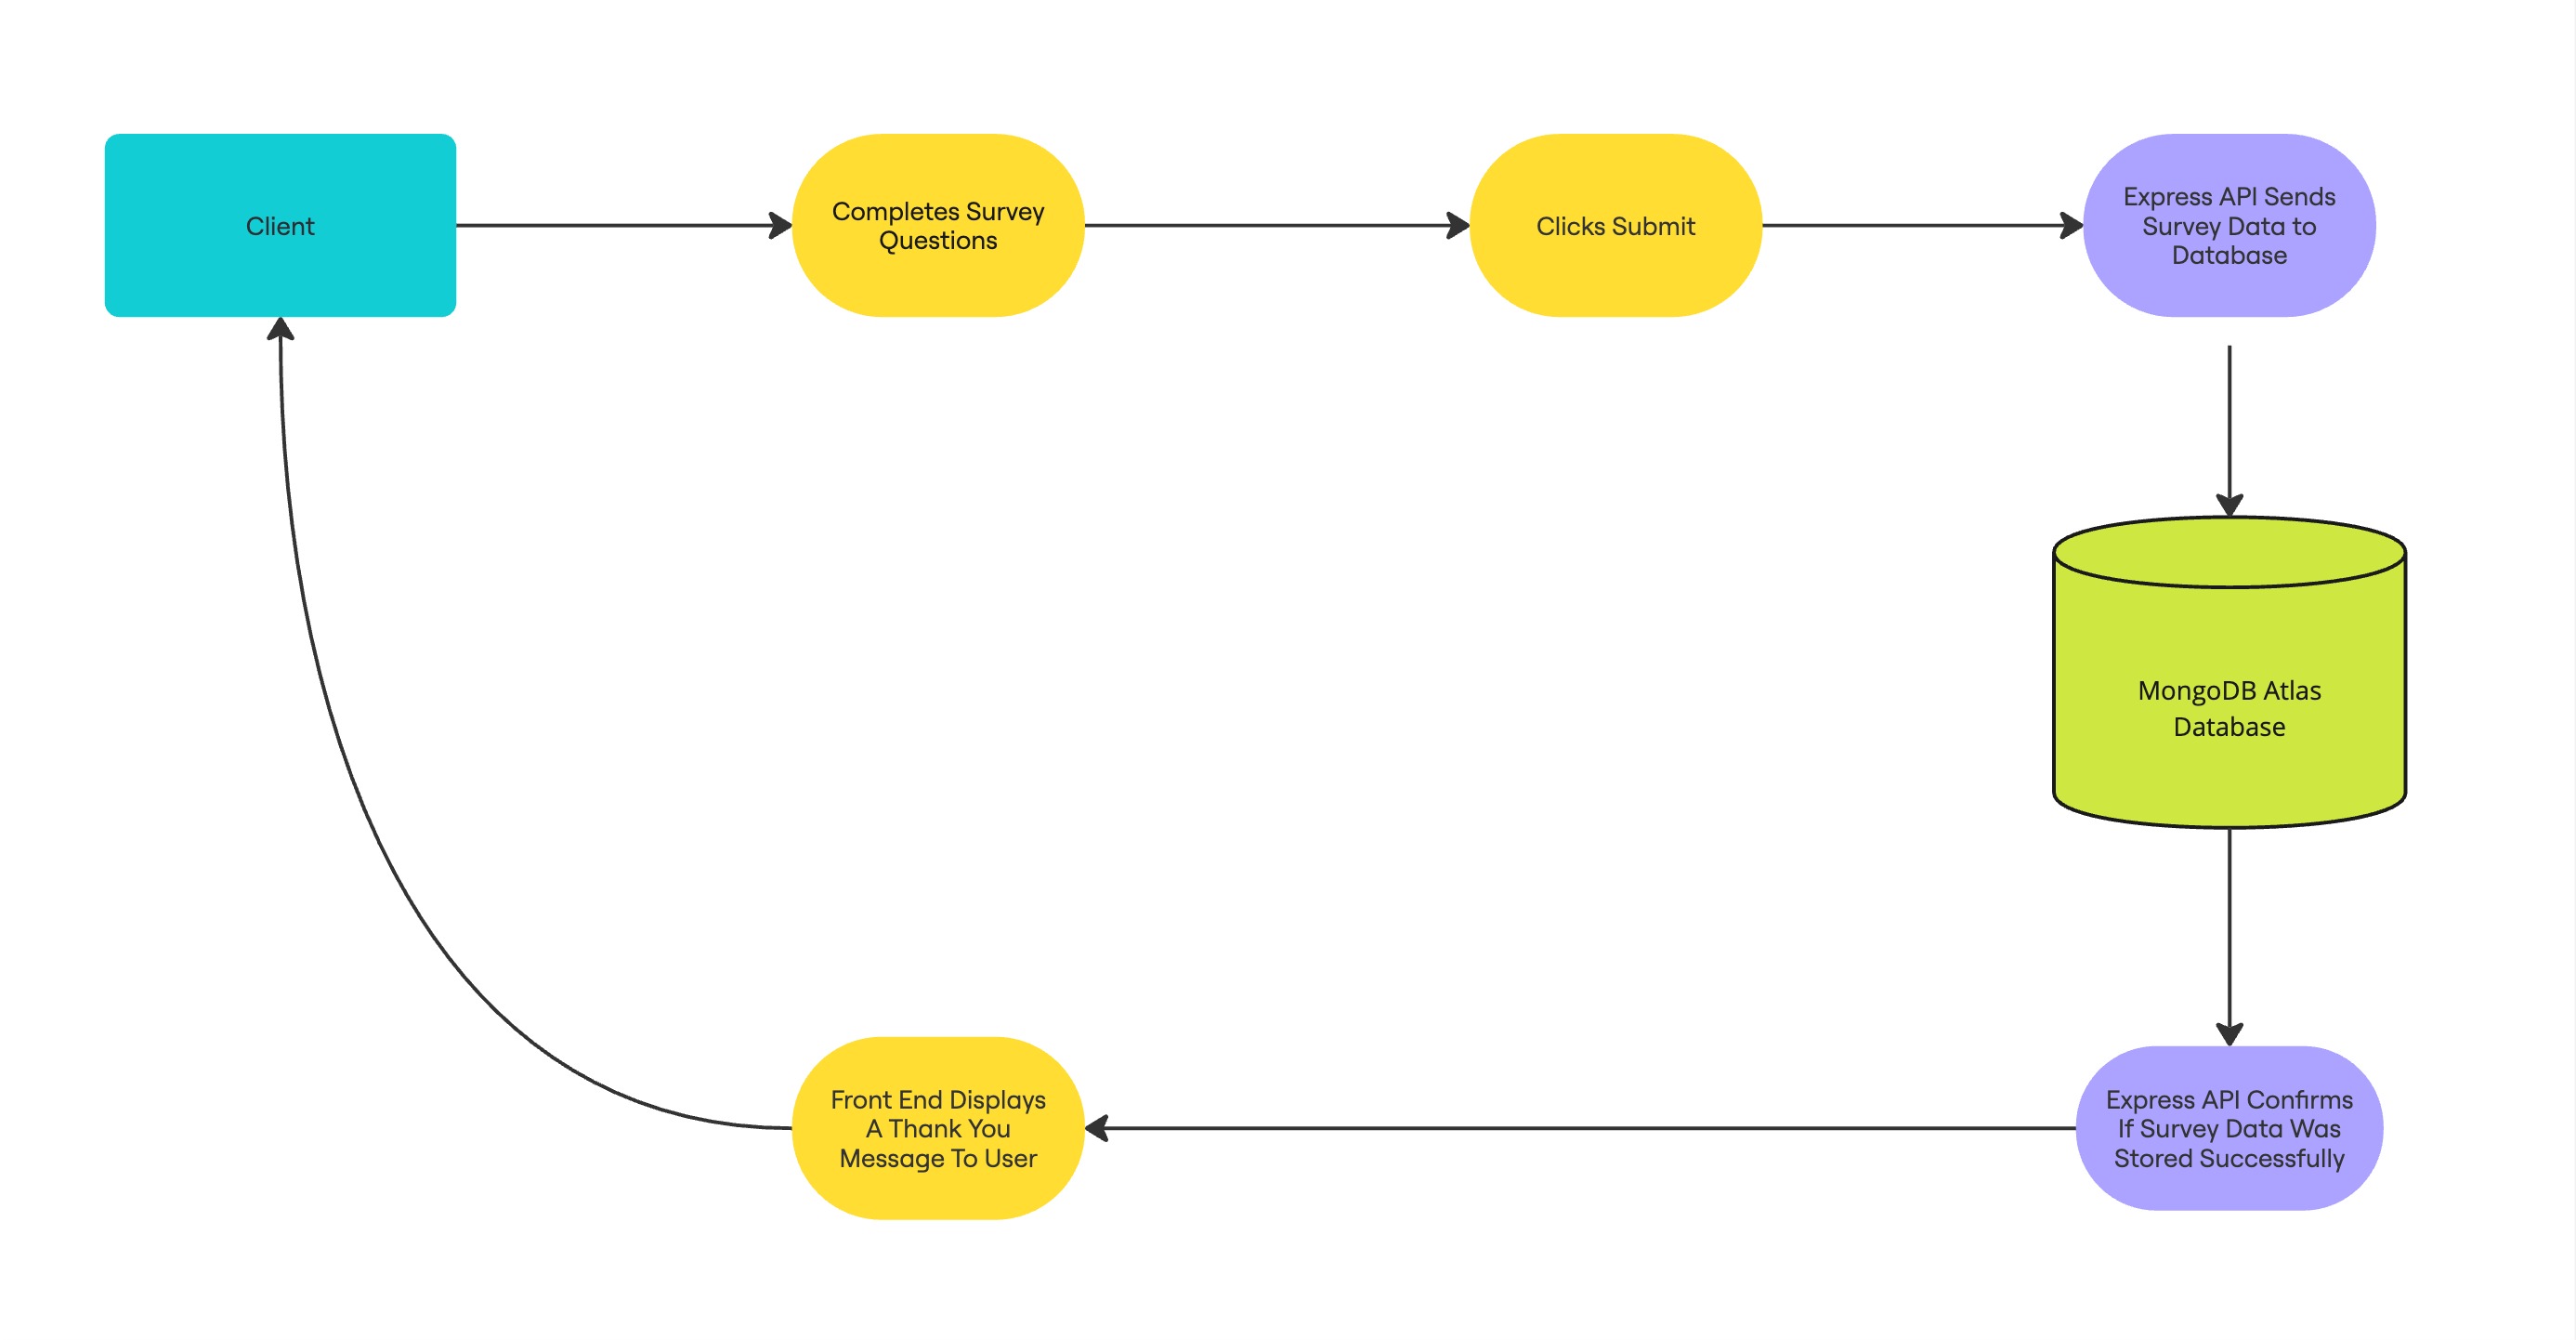 Client
Completes Survey
Questions
Clicks Submit
Express API Sends
Survey Data to
Database
MongoDB Atlas
Database
Express API Confirms
If Survey Data Was
Stored Successfully
Front End Displays
A Thank You
Message To User